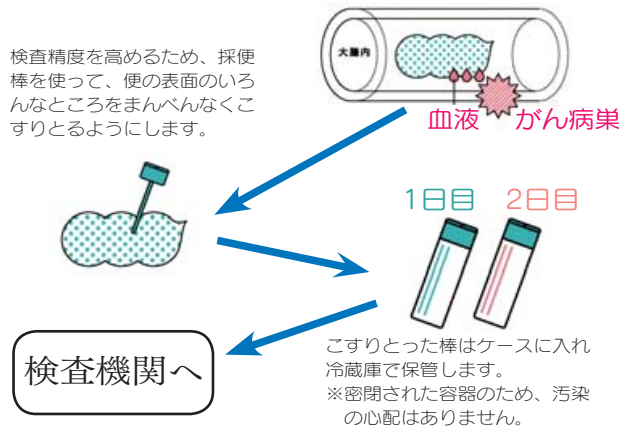 検査精度を高めるため、採便
棒を使って、便の表面のいろ
んなところをまんべんなくこ
すりとるようにします。
大腸内
血液
がん病巣
1日目
2日目
こすりとった棒はケースに入れ
冷蔵庫で保管します。
※密閉された容器のため、汚染
の心配はありません。
検査機関へ